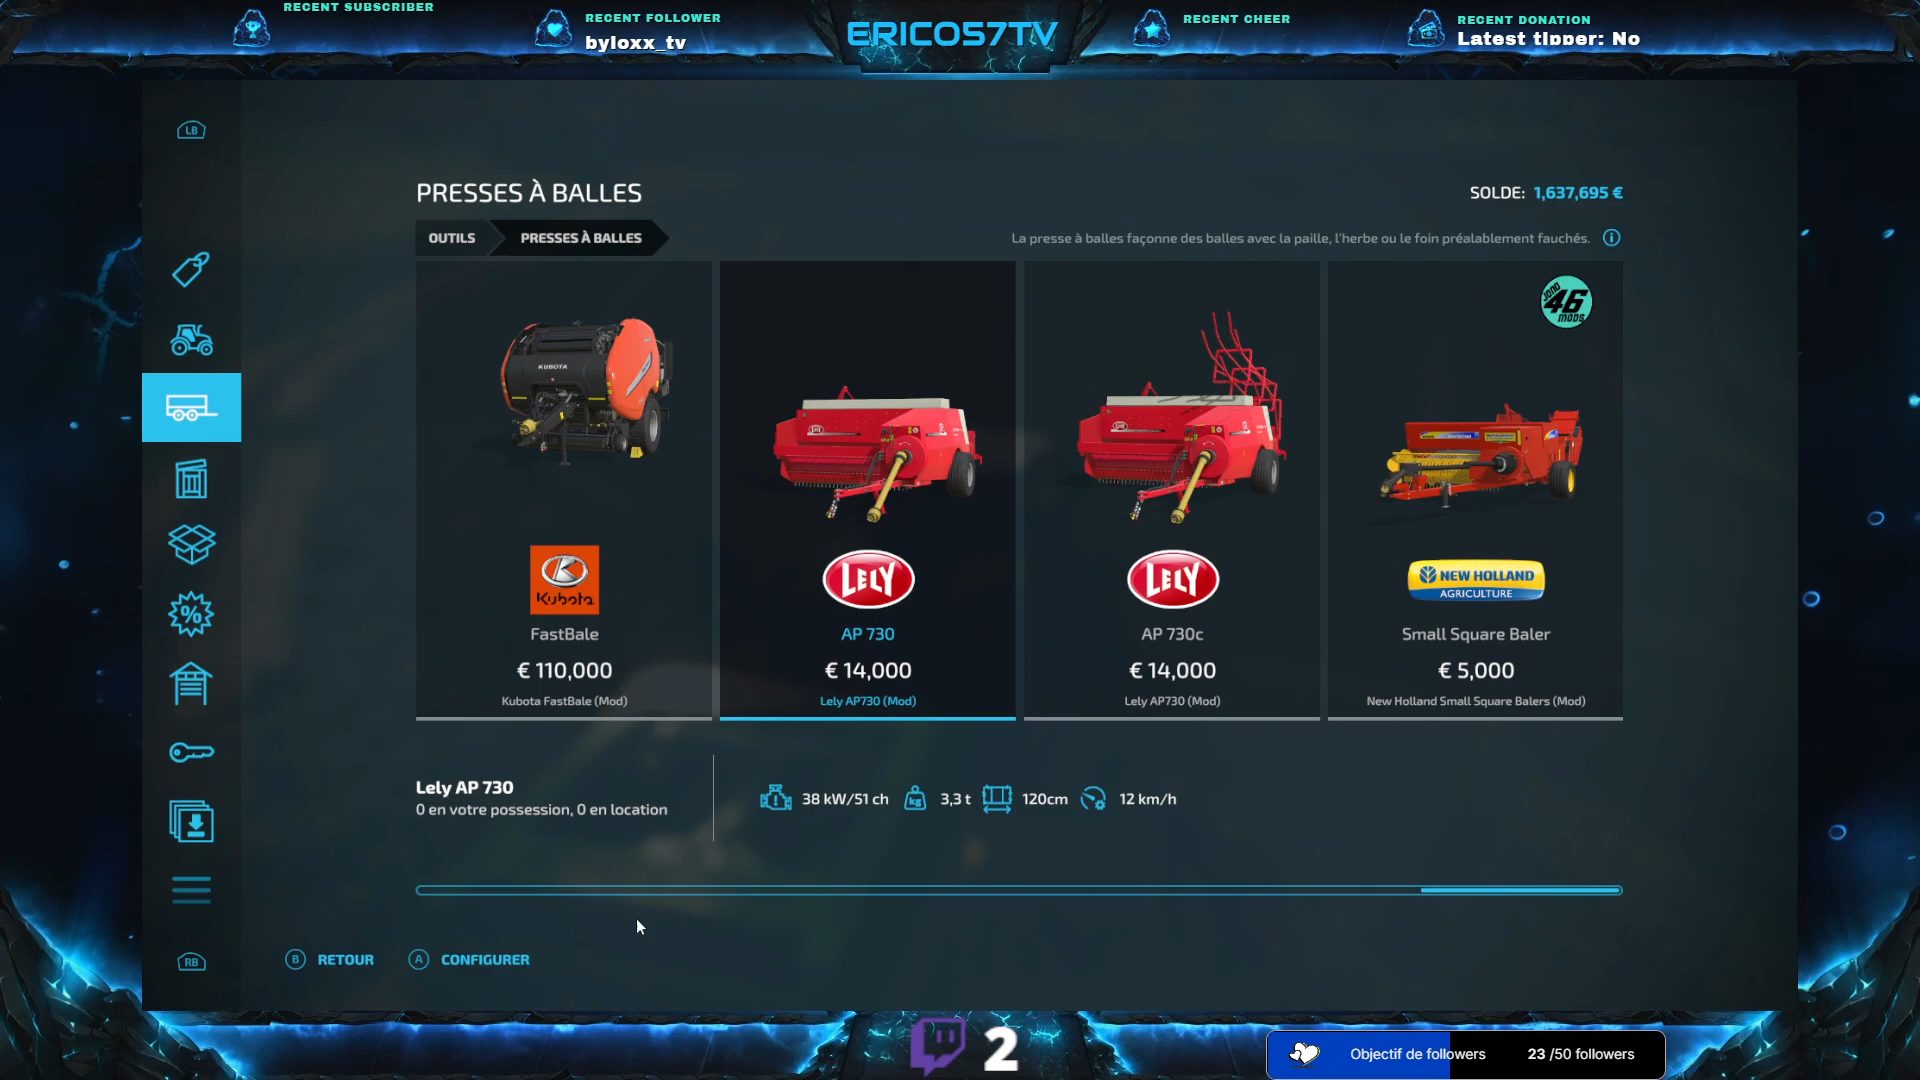 RECENT SUBSCRIBER
RECENT FOLLOWER
byloxx_tv
ERICO57TV
RECENT CHEER
RECENT DONATION
Latest tipper: No
LB
PRESSES À BALLES
SOLDE: 1,637,695 €
OUTILS
PRESSES À BALLES
La presse à balles façonne des balles avec la paille, l'herbe ou le foin préalablement fauchés.
JONO
46
MODS
KUBOTA
Kubota
LELY
LELY
NEW HOLLAND
AGRICULTURE
FastBale
AP 730
AP 730c
Small Square Baler
€ 110,000
€ 14,000
€ 14,000
€ 5,000
Kubota FastBale (Mod)
Lely AP730 (Mod)
Lely AP730 (Mod)
New Holland Small Square Balers (Mod)
Lely AP 730
0 en votre possession, 0 en location
38 kW/51 ch
kg
3,3 t
120cm
12 km/h
B RETOUR
A CONFIGURER
RB
2
Objectif de followers
23 /50 followers